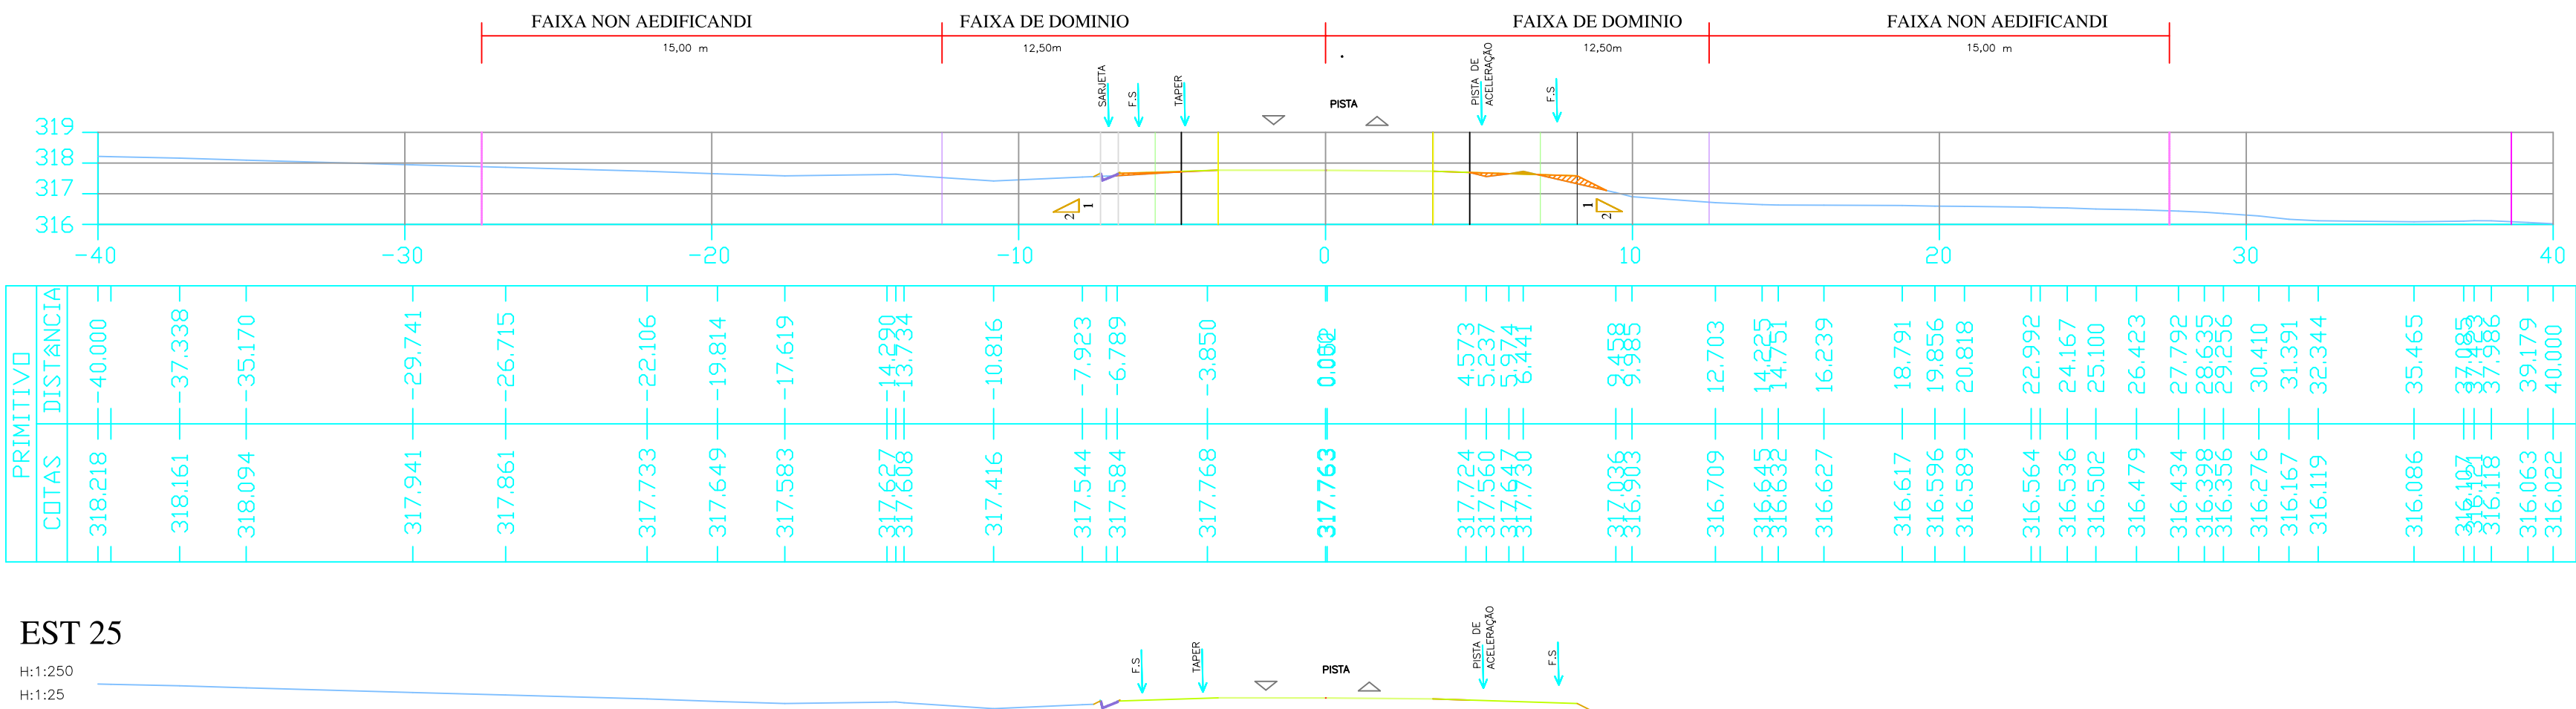 FAIXA NON AEDIFICANDI FAIXA DE DOMINIO FAIXA DE DOMINIO FAIXA NON AEDIFICANDI
15,00 m 12,50m 12,50m 15,00 m
SARJETA F.S TAPER PISTA PISTA DE ACELERAÇÃO F.S
319
318
317
316
2 1 1 2
-40 -30 -20 -10 0 10 20 30 40
PRIMITIVO
DISTÂNCIA -40.000 -37.338 -35.170 -29.741 -26.715 -22.106 -19.814 -17.619 -14.290 -13.734 -10.816 -7.923 -6.789 -3.850 4.573 5.237 5.974 6.441 9.458 9.985 12.703 14.225 14.751 16.239 18.791 19.856 20.818 22.992 24.167 25.100 26.423 27.792 28.635 29.256 30.410 31.391 32.344 35.465 37.085 37.986 39.179 40.000
COTAS 318.218 318.161 318.094 317.941 317.861 317.733 317.649 317.583 317.627 317.608 317.416 317.544 317.584 317.768 317.763 317.724 317.560 317.647 317.730 317.036 316.903 316.709 316.645 316.632 316.627 316.617 316.596 316.589 316.564 316.536 316.502 316.479 316.434 316.398 316.356 316.276 316.167 316.119 316.086 316.107 316.118 316.063 316.022
EST 25
H:1:250
H:1:25
F.S TAPER PISTA PISTA DE ACELERAÇÃO F.S